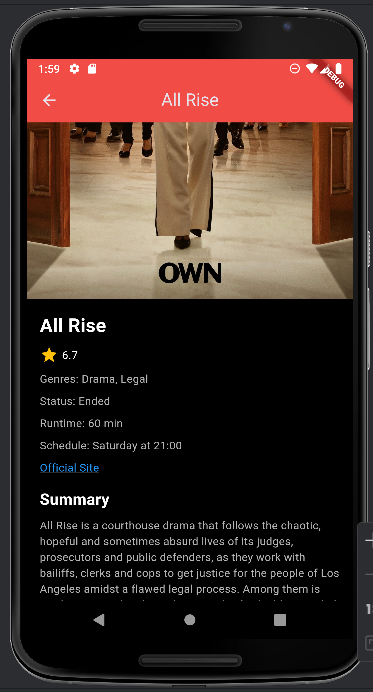 1:59
DEBUG
All Rise
OWN
All Rise
6.7
Genres: Drama, Legal
Status: Ended
Runtime: 60 min
Schedule: Saturday at 21:00
Official Site
Summary
All Rise is a courthouse drama that follows the chaotic,
hopeful and sometimes absurd lives of its judges,
prosecutors and public defenders, as they work with
bailiffs, clerks and cops to get justice for the people of Los
Angeles amidst a flawed legal process. Among them is